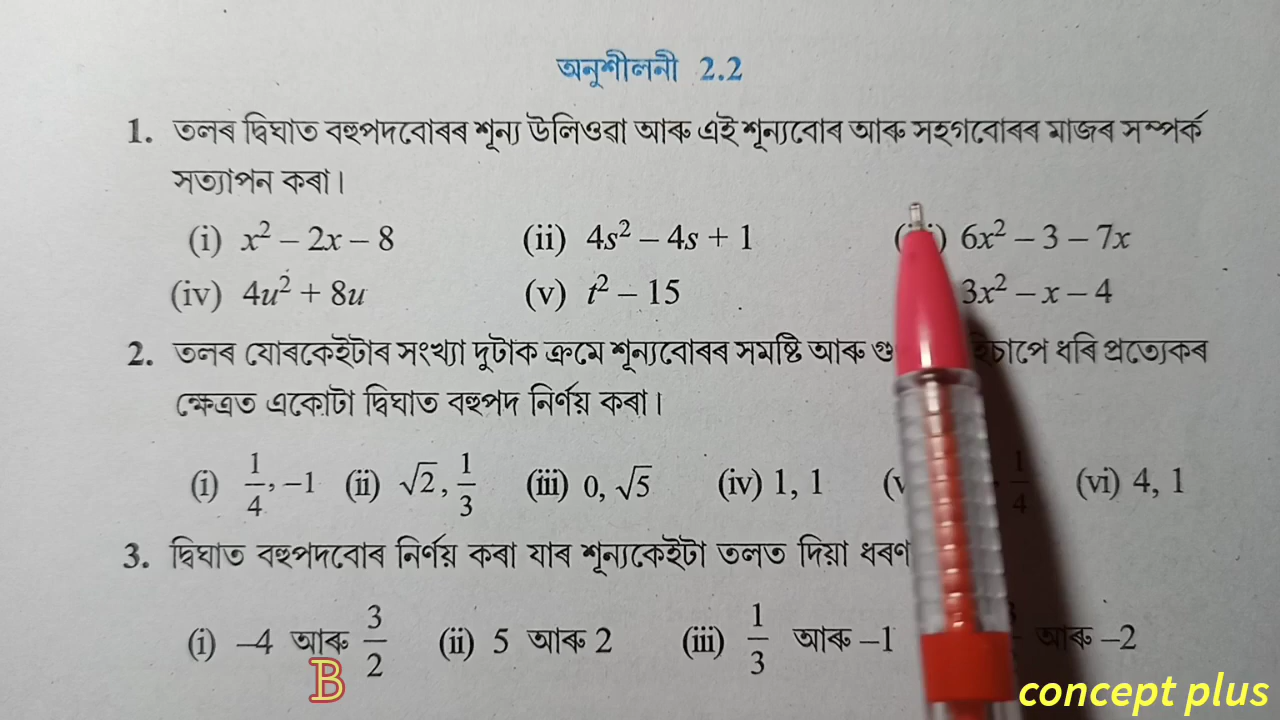 অনুশীলনী 2.2
1. তলৰ দ্বিঘাত বহুপদবোৰৰ শূন্য উলিওৱা আৰু এই শূন্যবোৰ আৰু সহগবোৰৰ মাজৰ সম্পৰ্ক
সত্যাপন কৰা।
(i) x² – 2x – 8 (ii) 4s² – 4s + 1 6x² – 3 – 7x
(iv) 4u² + 8u (v) t² – 15 3x² – x – 4
2. তলৰ যোৰকেইটাৰ সংখ্যা দুটাক ক্ৰমে শূন্যবোৰৰ সমষ্টি আৰু ধৰি প্ৰত্যেকৰ
ক্ষেত্ৰত একোটা দ্বিঘাত বহুপদ নিৰ্ণয় কৰা।
(i) 1/4, –1 (ii) √2, 1/3 (iii) 0, √5 (iv) 1, 1 1/4 (vi) 4, 1
3. দ্বিঘাত বহুপদবোৰ নিৰ্ণয় কৰা যাৰ শূন্যকেইটা তলত দিয়া ধৰণ
(i) –4 আৰু 3/2 (ii) 5 আৰু 2 (iii) 1/3 আৰু –1 আৰু –2
B
concept plus